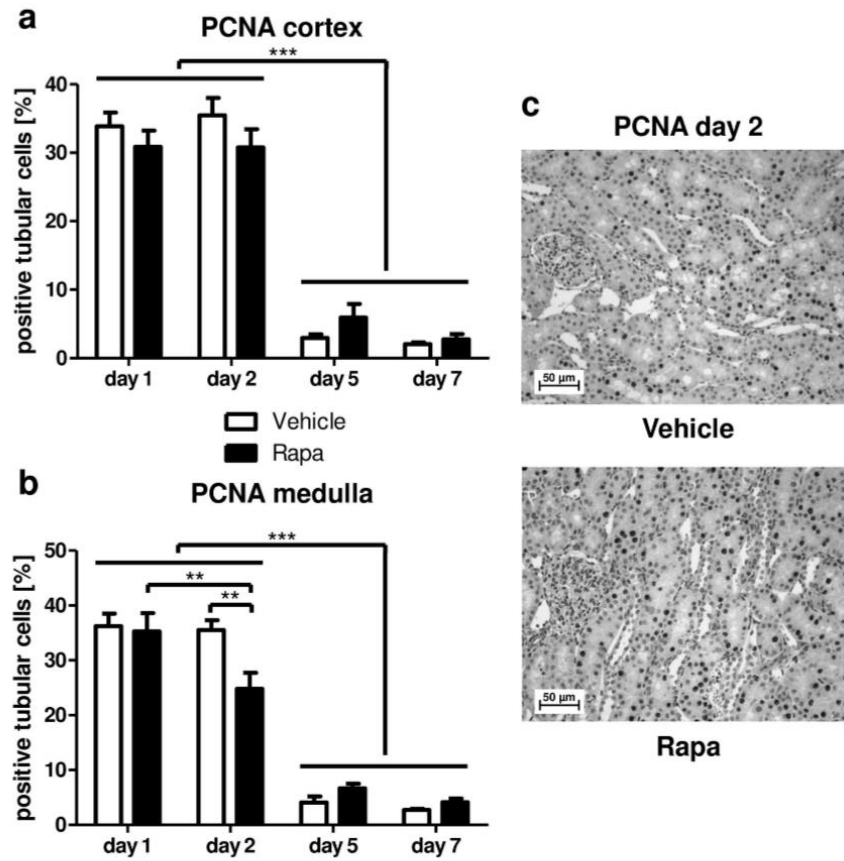 a
PCNA cortex
***
positive tubular cells [%]
40
30
20
10
0
day 1 day 2 day 5 day 7
Vehicle
Rapa
b
PCNA medulla
***
**
**
positive tubular cells [%]
50
40
30
20
10
0
day 1 day 2 day 5 day 7
c
PCNA day 2
50 µm
Vehicle
50 µm
Rapa